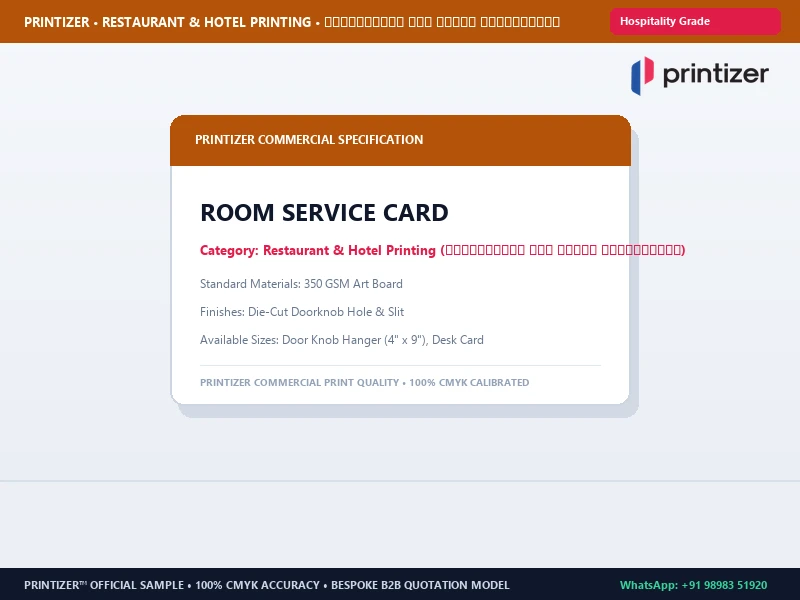 PRINTIZER • RESTAURANT & HOTEL PRINTING •
Hospitality Grade
printizer
PRINTIZER COMMERCIAL SPECIFICATION
ROOM SERVICE CARD
Category: Restaurant & Hotel Printing (
Standard Materials: 350 GSM Art Board
Finishes: Die-Cut Doorknob Hole & Slit
Available Sizes: Door Knob Hanger (4" x 9"), Desk Card
PRINTIZER COMMERCIAL PRINT QUALITY • 100% CMYK CALIBRATED
PRINTIZER™ OFFICIAL SAMPLE • 100% CMYK ACCURACY • BESPOKE B2B QUOTATION MODEL
WhatsApp: +91 98983 51920